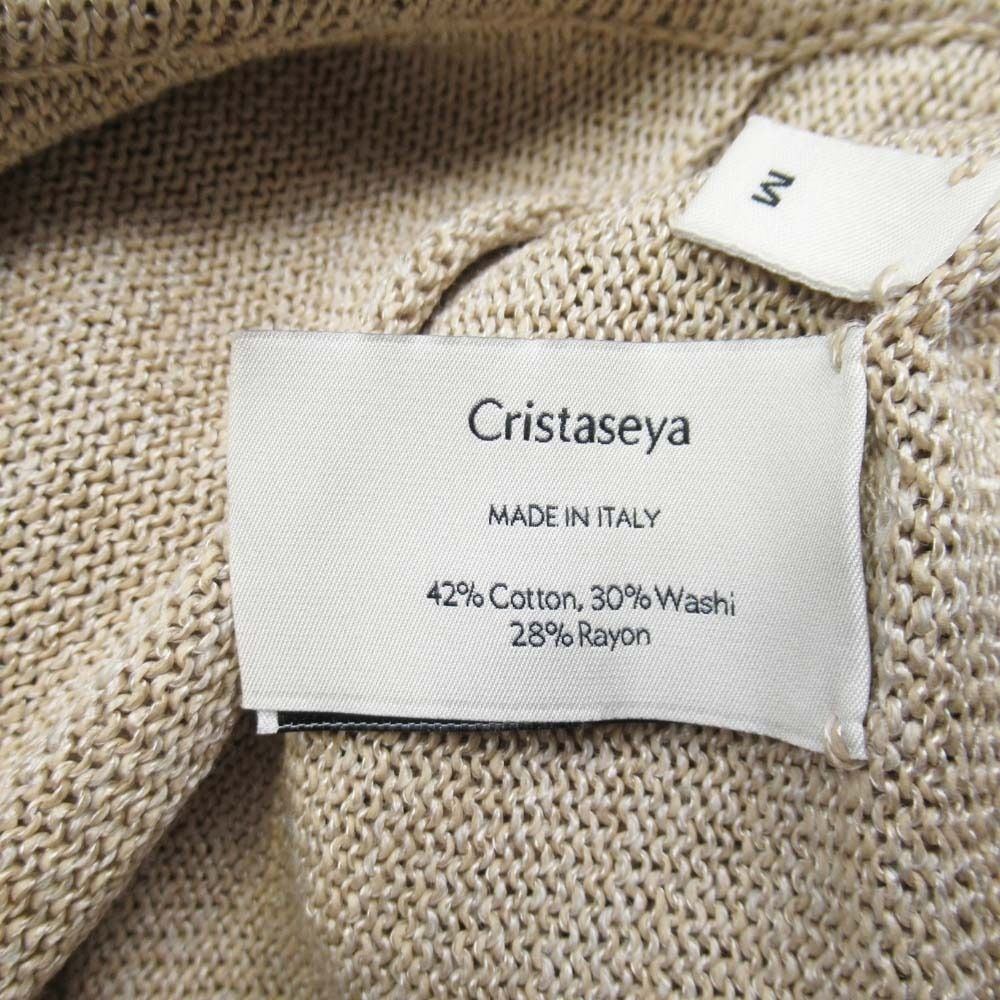 M
Cristaseya
MADE IN ITALY
42% Cotton, 30% Washi
28% Rayon